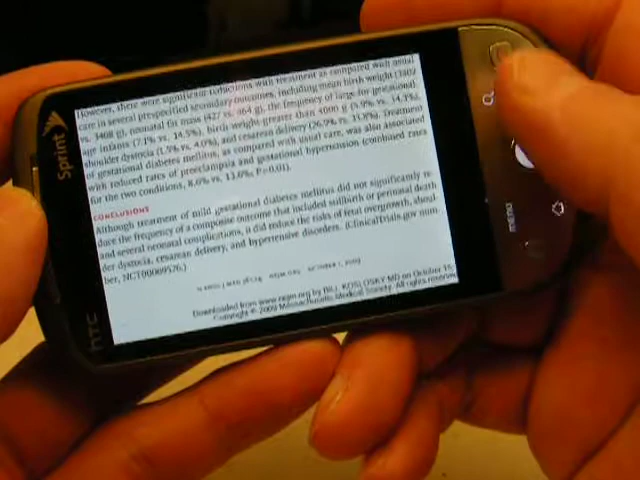 However, there were significant reductions with treatment as compared with usual
care in several prespecified secondary outcomes, including mean birth weight (3302
vs. 3408 g), neonatal fat mass (427 vs. 464 g), the frequency of large-for-gestational-
age infants (7.1% vs. 14.5%), birth weight greater than 4000 g (5.9% vs. 14.3%),
shoulder dystocia (1.5% vs. 4.0%), and cesarean delivery (26.9% vs. 33.8%). Treatment
of gestational diabetes mellitus, as compared with usual care, was also associated
with reduced rates of preeclampsia and gestational hypertension (combined rates
for the two conditions, 8.6% vs. 13.6%; P=0.01).
CONCLUSIONS
Although treatment of mild gestational diabetes mellitus did not significantly re-
duce the frequency of a composite outcome that included stillbirth or perinatal death
and several neonatal complications, it did reduce the risks of fetal overgrowth, shoul-
der dystocia, cesarean delivery, and hypertensive disorders. (ClinicalTrials.gov num-
ber, NCT00069576.)
OCTOBER 1, 2009
Downloaded from www.nejm.org by BILL KOSLOSKY MD on October 15,
Copyright © 2009 Massachusetts Medical Society. All rights reserved.
Sprint
hTC
MENU